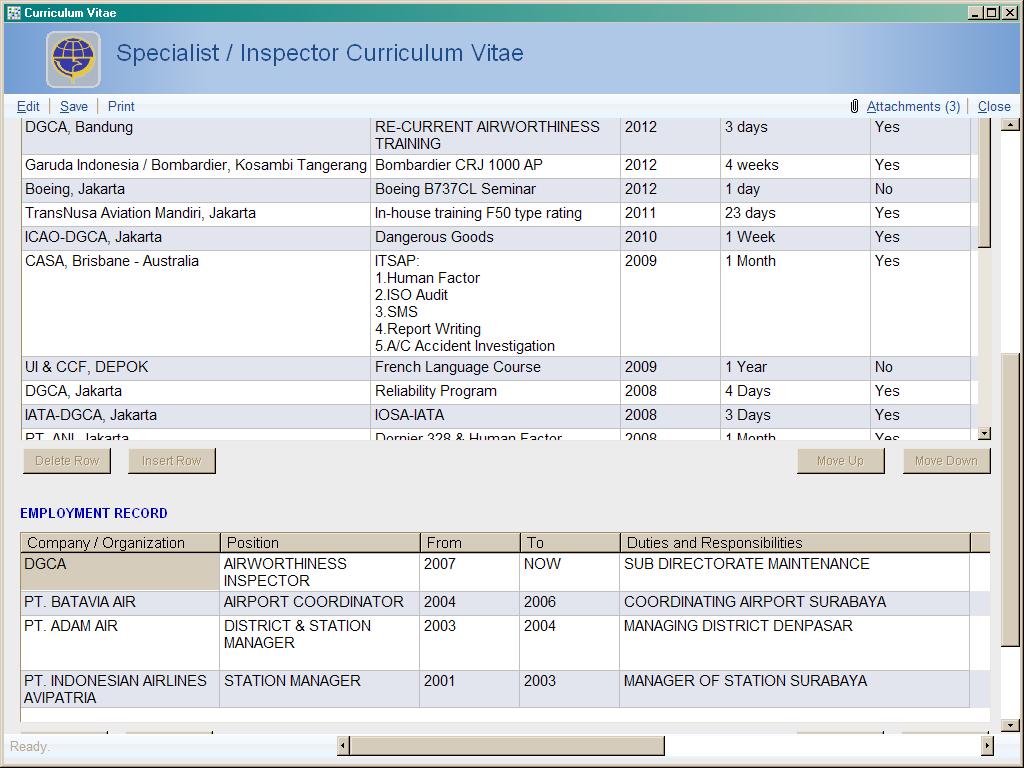 Curriculum Vitae
Specialist / Inspector Curriculum Vitae
Edit Save Print Attachments (3) Close
DGCA, Bandung RE-CURRENT AIRWORTHINESS 2012 3 days Yes
TRAINING
Garuda Indonesia / Bombardier, Kosambi Tangerang Bombardier CRJ 1000 AP 2012 4 weeks Yes
Boeing, Jakarta Boeing B737CL Seminar 2012 1 day No
TransNusa Aviation Mandiri, Jakarta In-house training F50 type rating 2011 23 days Yes
ICAO-DGCA, Jakarta Dangerous Goods 2010 1 Week Yes
CASA, Brisbane - Australia ITSAP: 2009 1 Month Yes
1.Human Factor
2.ISO Audit
3.SMS
4.Report Writing
5.A/C Accident Investigation
UI & CCF, DEPOK French Language Course 2009 1 Year No
DGCA, Jakarta Reliability Program 2008 4 Days Yes
IATA-DGCA, Jakarta IOSA-IATA 2008 3 Days Yes
PT. ANI, Jakarta Dornier 328 & Human Factor 2008 1 Month Yes
Delete Row Insert Row Move Up Move Down
EMPLOYMENT RECORD
Company / Organization Position From To Duties and Responsibilities
DGCA AIRWORTHINESS 2007 NOW SUB DIRECTORATE MAINTENANCE
INSPECTOR
PT. BATAVIA AIR AIRPORT COORDINATOR 2004 2006 COORDINATING AIRPORT SURABAYA
PT. ADAM AIR DISTRICT & STATION 2003 2004 MANAGING DISTRICT DENPASAR
MANAGER
PT. INDONESIAN AIRLINES STATION MANAGER 2001 2003 MANAGER OF STATION SURABAYA
AVIPATRIA
Ready.